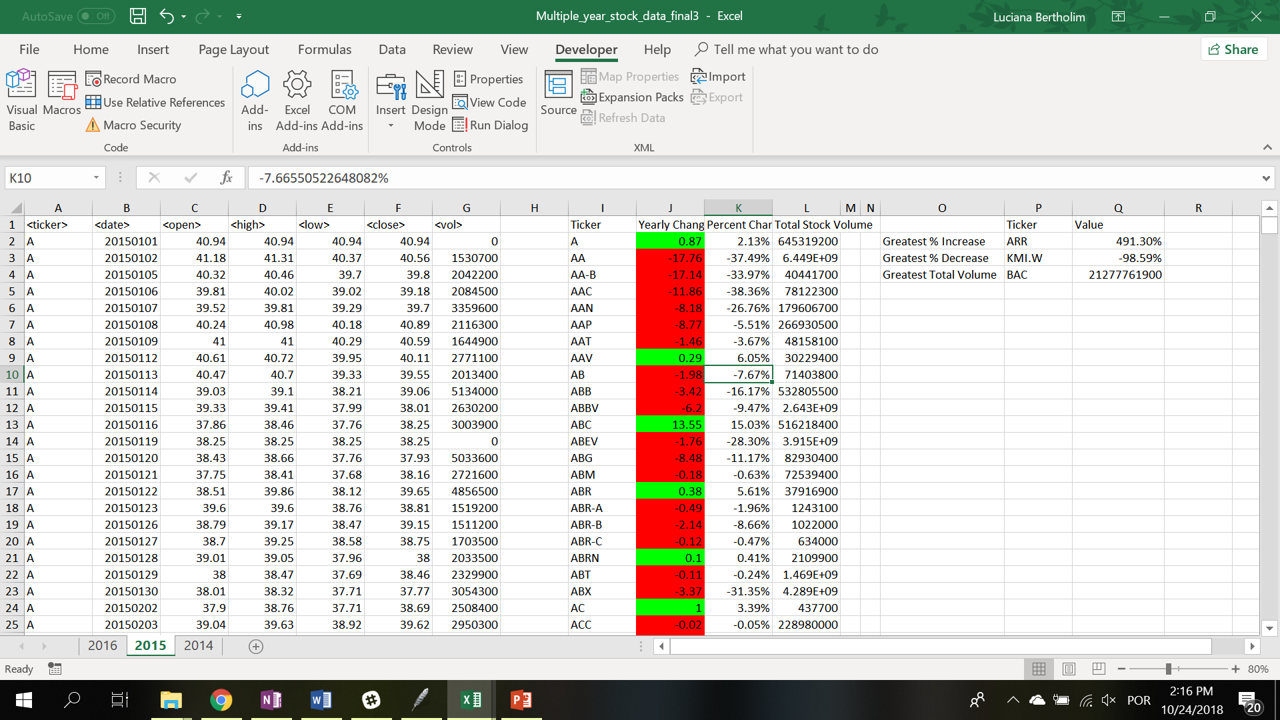 AutoSave Off Multiple_year_stock_data_final3 - Excel Luciana Bertholim
File Home Insert Page Layout Formulas Data Review View Developer Help Tell me what you want to do Share
Visual Basic
Macros
Record Macro
Use Relative References
Macro Security
Code
Add-ins
Excel Add-ins
COM Add-ins
Add-ins
Insert
Design Mode
Properties
View Code
Run Dialog
Controls
Source
Map Properties
Expansion Packs
Refresh Data
Import
Export
XML
K10 fx -7.66550522648082%
A B C D E F G H I J K L M N O P Q R
1 <ticker> <date> <open> <high> <low> <close> <vol> Ticker Yearly Chang Percent Char Total Stock Volume Ticker Value
2 A 20150101 40.94 40.94 40.94 40.94 0 A 0.87 2.13% 645319200 Greatest % Increase ARR 491.30%
3 A 20150102 41.18 41.31 40.37 40.56 1530700 AA -17.76 -37.49% 6.449E+09 Greatest % Decrease KMI.W -98.59%
4 A 20150105 40.32 40.46 39.7 39.8 2042200 AA-B -17.14 -33.97% 40441700 Greatest Total Volume BAC 21277761900
5 A 20150106 39.81 40.02 39.02 39.18 2084500 AAC -11.86 -38.36% 78122300
6 A 20150107 39.52 39.81 39.29 39.7 3359600 AAN -8.18 -26.76% 179606700
7 A 20150108 40.24 40.98 40.18 40.89 2116300 AAP -8.77 -5.51% 266930500
8 A 20150109 41 41 40.29 40.59 1644900 AAT -1.46 -3.67% 48158100
9 A 20150112 40.61 40.72 39.95 40.11 2771100 AAV 0.29 6.05% 30229400
10 A 20150113 40.47 40.7 39.33 39.55 2013400 AB -1.98 -7.67% 71403800
11 A 20150114 39.03 39.1 38.21 39.06 5134000 ABB -3.42 -16.17% 532805500
12 A 20150115 39.33 39.41 37.99 38.01 2630200 ABBV -6.2 -9.47% 2.643E+09
13 A 20150116 37.86 38.46 37.76 38.25 3003900 ABC 13.55 15.03% 516218400
14 A 20150119 38.25 38.25 38.25 38.25 0 ABEV -1.76 -28.30% 3.915E+09
15 A 20150120 38.43 38.66 37.76 37.93 5033600 ABG -8.48 -11.17% 82930400
16 A 20150121 37.75 38.41 37.68 38.16 2721600 ABM -0.18 -0.63% 72539400
17 A 20150122 38.51 39.86 38.12 39.65 4856500 ABR 0.38 5.61% 37916900
18 A 20150123 39.6 39.6 38.76 38.81 1519200 ABR-A -0.49 -1.96% 1243100
19 A 20150126 38.79 39.17 38.47 39.15 1511200 ABR-B -2.14 -8.66% 1022000
20 A 20150127 38.7 39.25 38.58 38.75 1703500 ABR-C -0.12 -0.47% 634000
21 A 20150128 39.01 39.05 37.96 38 2033500 ABRN 0.1 0.41% 2109900
22 A 20150129 38 38.47 37.69 38.46 2329900 ABT -0.11 -0.24% 1.469E+09
23 A 20150130 38.01 38.32 37.71 37.77 3054300 ABX -3.37 -31.35% 4.289E+09
24 A 20150202 37.9 38.76 37.71 38.69 2508400 AC 1 3.39% 437700
25 A 20150203 39.04 39.63 38.92 39.62 2950300 ACC -0.02 -0.05% 228980000
2016 2015 2014
Ready 80%
POR 2:16 PM
10/24/2018 20